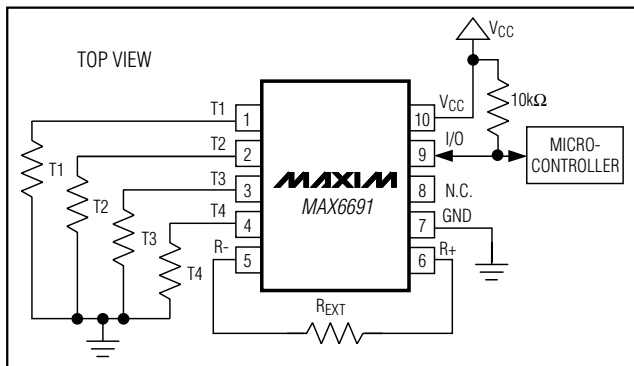 TOP VIEW
VCC
10kΩ
T1
1
T2
2
T3
3
T4
4
R-
5
MAXIM
MAX6691
VCC
10
I/O
9
8
N.C.
GND
7
R+
6
MICRO-
CONTROLLER
T1
T2
T3
T4
REXT